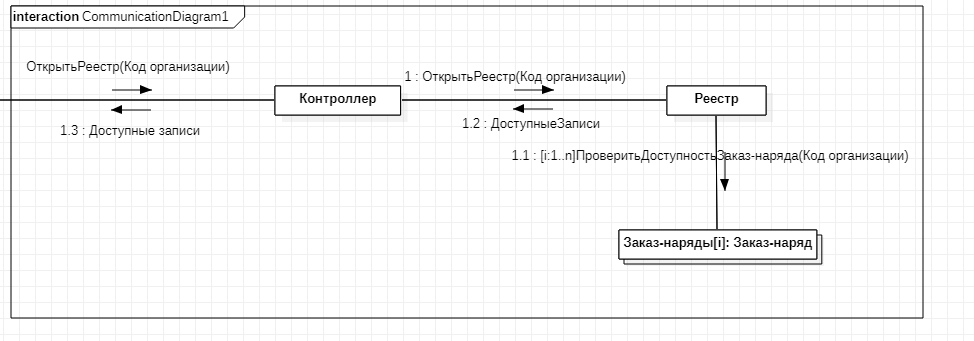 interaction CommunicationDiagram1
ОткрытьРеестр(Код организации)
1 : ОткрытьРеестр(Код организации)
Контроллер
Реестр
1.3 : Доступные записи
1.2 : ДоступныеЗаписи
1.1 : [i:1..n]ПроверитьДоступностьЗаказ-наряда(Код организации)
Заказ-наряды[i]: Заказ-наряд